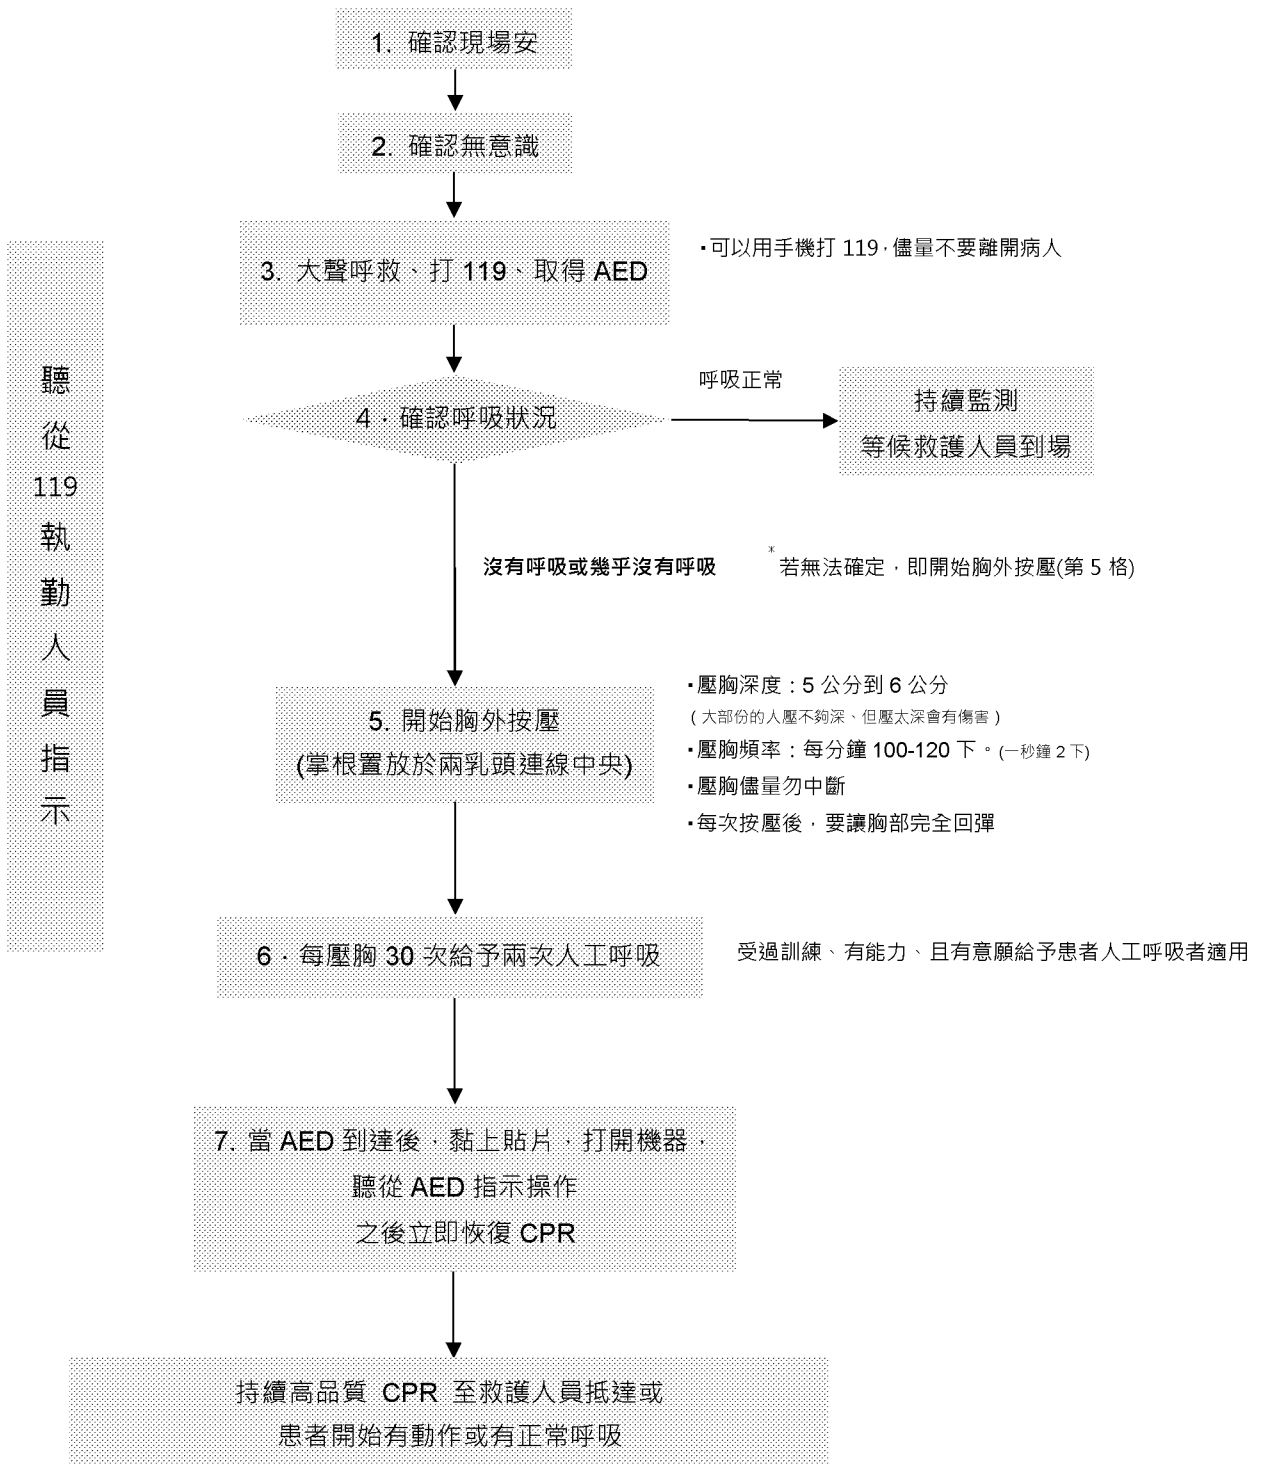 1. 確認現場安
2. 確認無意識
3. 大聲呼救、打 119、取得 AED
▪可以用手機打 119，儘量不要離開病人
聽
從
119
執
勤
人
員
指
示
4．確認呼吸狀況
呼吸正常
持續監測
等候救護人員到場
沒有呼吸或幾乎沒有呼吸
*若無法確定，即開始胸外按壓(第 5 格)
5. 開始胸外按壓
(掌根置放於兩乳頭連線中央)
▪壓胸深度：5 公分到 6 公分
(大部份的人壓不夠深、但壓太深會有傷害)
▪壓胸頻率：每分鐘 100-120 下。(一秒鐘 2 下)
▪壓胸儘量勿中斷
▪每次按壓後，要讓胸部完全回彈
6．每壓胸 30 次給予兩次人工呼吸
受過訓練、有能力、且有意願給予患者人工呼吸者適用
7. 當 AED 到達後，黏上貼片，打開機器，
聽從 AED 指示操作
之後立即恢復 CPR
持續高品質 CPR 至救護人員抵達或
患者開始有動作或有正常呼吸